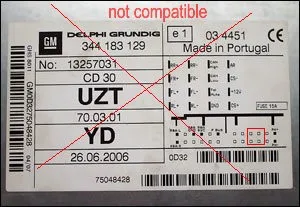 not compatible
GM DELPHI GRUNDIG
344 183 129
e1 03 4451
Made in Portugal
No: 13257031
CD 30
UZT
70.03.01
YD
26.06.2006
0D32
75048428
FUSE 15A